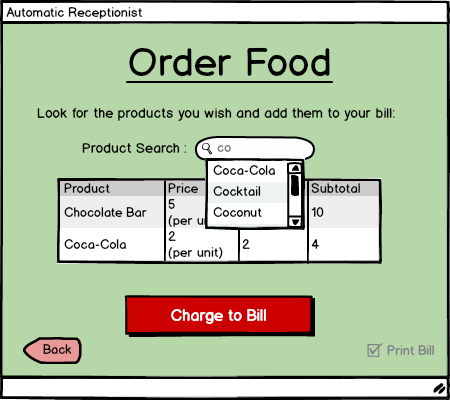 Automatic Receptionist
Order Food
Look for the products you wish and add them to your bill:
Product Search : co
Coca-Cola
Cocktail
Coconut
Product Price Subtotal
Chocolate Bar 5 (per 10
Coca-Cola 2 (per unit) 2 4
Charge to Bill
Back
Print Bill